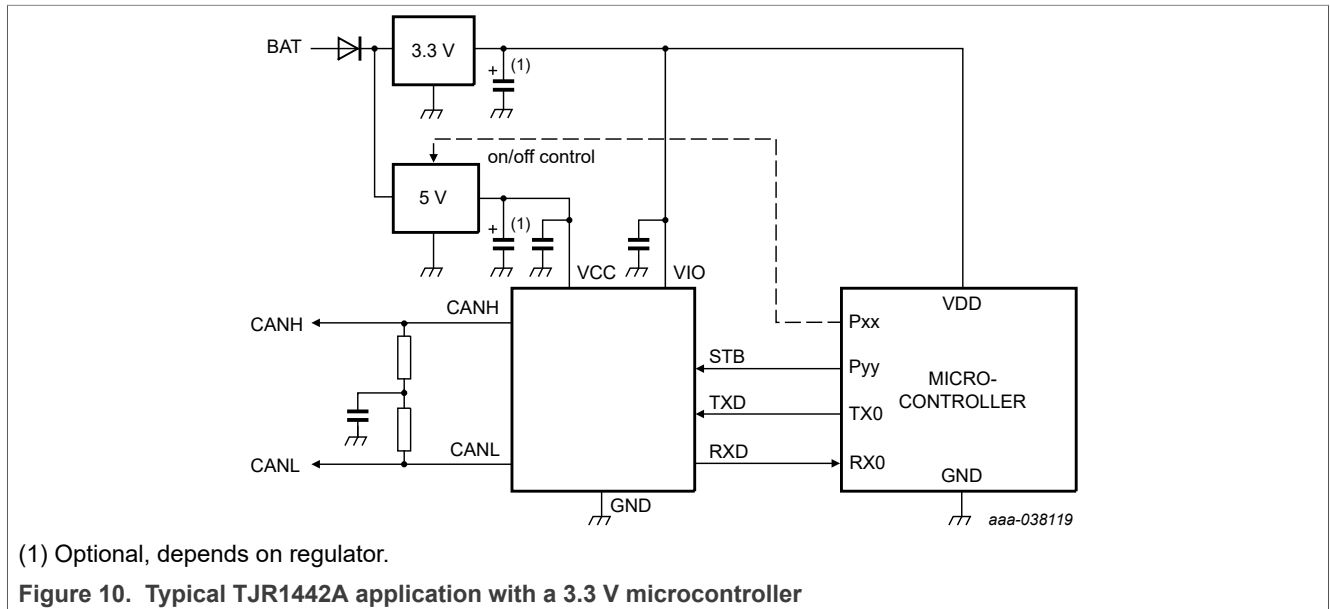 BAT
3.3 V
(1)
+
on/off control
5 V
(1)
+
VCC
VIO
VDD
CANH
CANH
Pxx
STB
Pyy
MICRO-
CONTROLLER
TXD
TX0
CANL
CANL
RXD
RX0
GND
GND
aaa-038119
(1) Optional, depends on regulator.
Figure 10. Typical TJR1442A application with a 3.3 V microcontroller